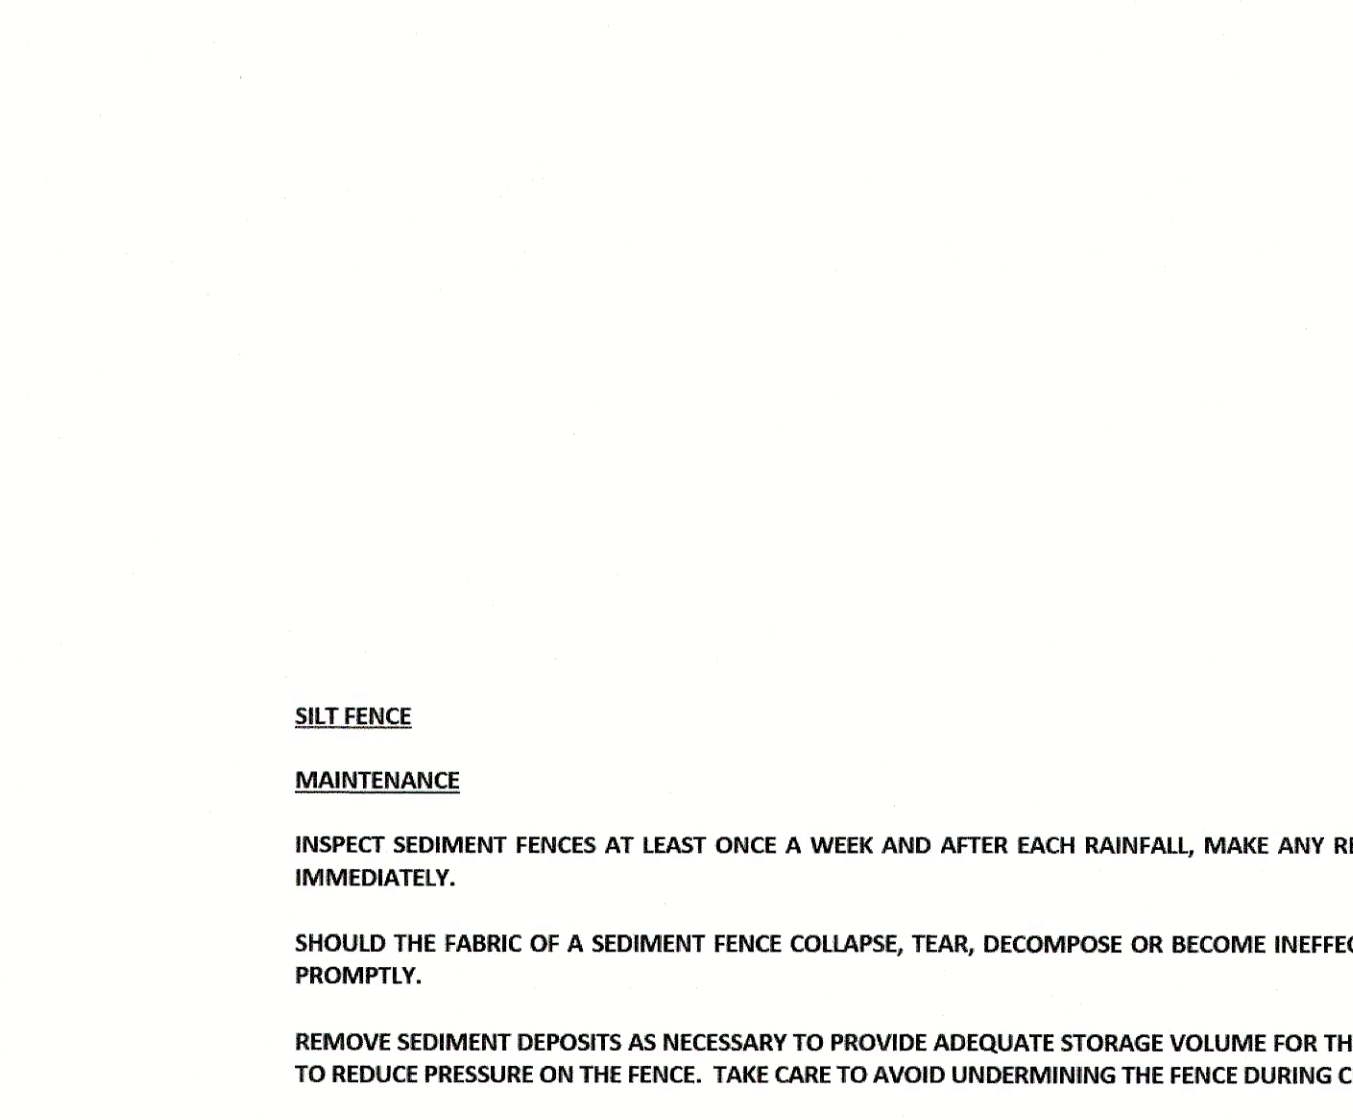 SILT FENCE
MAINTENANCE
INSPECT SEDIMENT FENCES AT LEAST ONCE A WEEK AND AFTER EACH RAINFALL, MAKE ANY
IMMEDIATELY.
SHOULD THE FABRIC OF A SEDIMENT FENCE COLLAPSE, TEAR, DECOMPOSE OR BECOME
PROMPTLY.
REMOVE SEDIMENT DEPOSITS AS NECESSARY TO PROVIDE ADEQUATE STORAGE VOLUME FOR
TO REDUCE PRESSURE ON THE FENCE. TAKE CARE TO AVOID UNDERMINING THE FENCE DURING